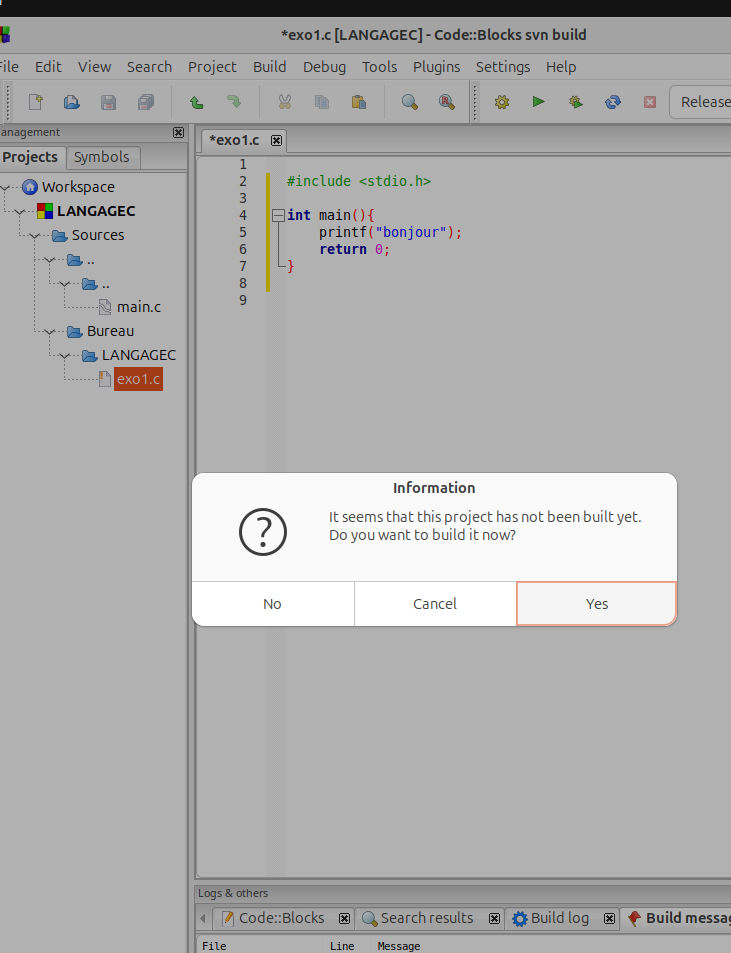 *exo1.c [LANGAGEC] - Code::Blocks svn build
File Edit View Search Project Build Debug Tools Plugins Settings Help
Release
anagement
Projects Symbols
*exo1.c
Workspace
LANGAGEC
Sources
..
..
main.c
Bureau
LANGAGEC
exo1.c
1
2 #include <stdio.h>
3
4 int main(){
5 printf("bonjour");
6 return 0;
7 }
8
9
Information
?
It seems that this project has not been built yet.
Do you want to build it now?
No Cancel Yes
Logs & others
Code::Blocks Search results Build log Build messag
File Line Message